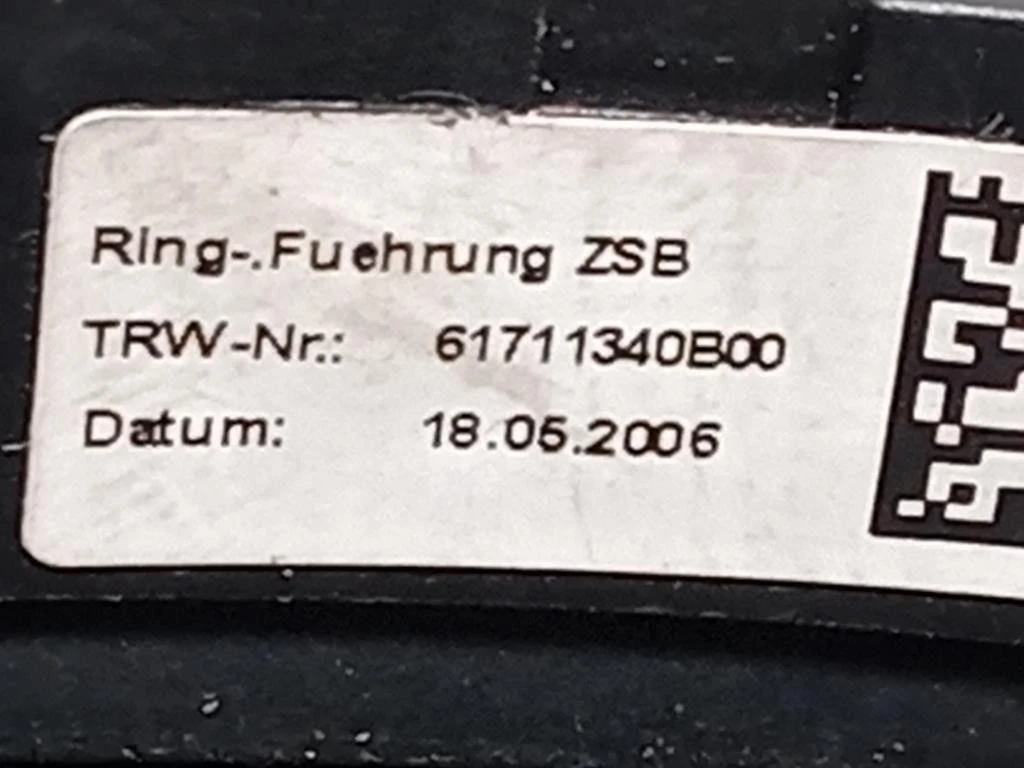 Ring-.Fuehrung ZSB
TRW-Nr.: 61711340B00
Datum: 18.05.2006